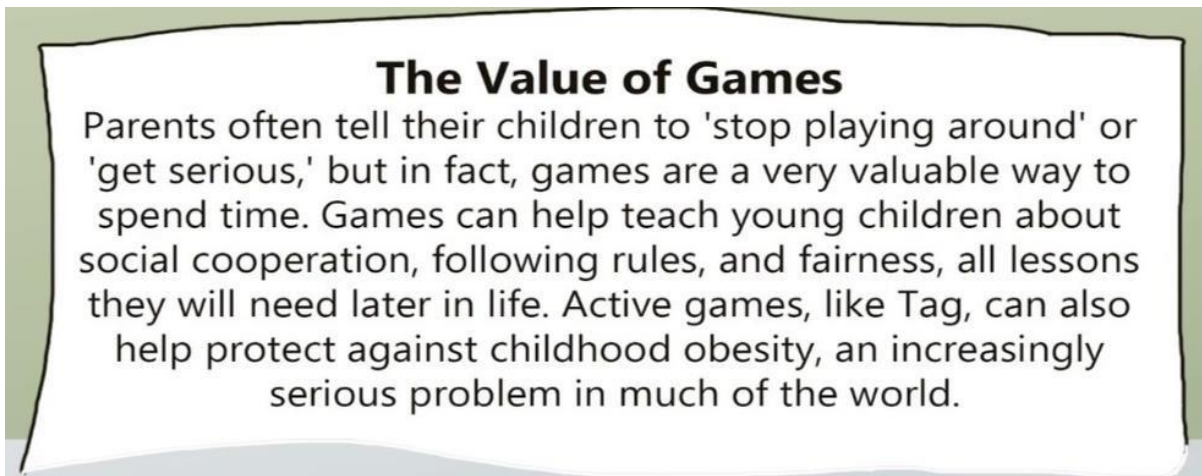 The Value of Games
Parents often tell their children to 'stop playing around' or
'get serious,' but in fact, games are a very valuable way to
spend time. Games can help teach young children about
social cooperation, following rules, and fairness, all lessons
they will need later in life. Active games, like Tag, can also
help protect against childhood obesity, an increasingly
serious problem in much of the world.